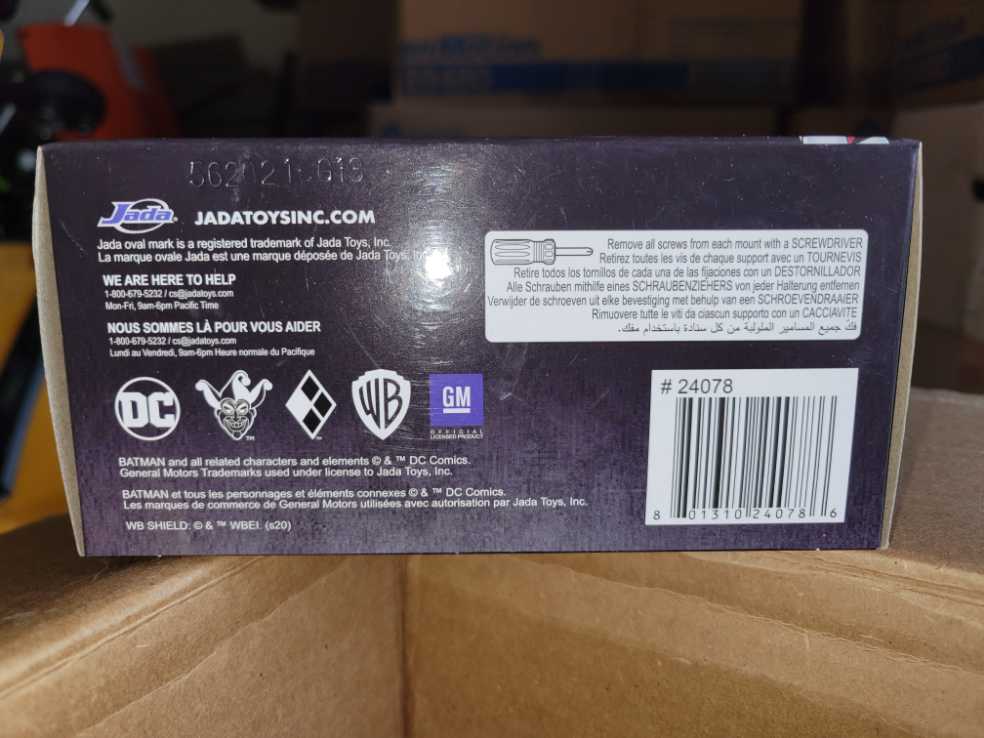 562021
Jada®
JADATOYSINC.COM
Jada oval mark is a registered trademark of Jada Toys, Inc.
La marque ovale Jada est une marque déposée de Jada Toys, Inc.
WE ARE HERE TO HELP
1-800-679-5232 / cs@jadatoys.com
Mon-Fri, 9am-6pm Pacific Time
NOUS SOMMES LÀ POUR VOUS AIDER
1-800-679-5232 / cs@jadatoys.com
Lundi au Vendredi, 9am-6pm Heure normale du Pacifique
DC
TM
TM
WB
GM
OFFICIAL
LICENSED PRODUCT
BATMAN and all related characters and elements © & ™ DC Comics.
General Motors Trademarks used under license to Jada Toys, Inc.
BATMAN et tous les personnages et éléments connexes © & ™ DC Comics.
Les marques de commerce de General Motors utilisées avec autorisation par Jada Toys, Inc.
WB SHIELD: © & ™ WBEI. (s20)
Remove all screws from each mount with a SCREWDRIVER
Retirez toutes les vis de chaque support avec un TOURNEVIS
Retire todos los tornillos de cada una de las fijaciones con un DESTORNILLADOR
Alle Schrauben mithilfe eines SCHRAUBENZIEHERS von jeder Halterung entfernen
Verwijder de schroeven uit elke bevestiging met behulp van een SCHROEVENDRAAIER
Rimuovere tutte le viti da ciascun supporto con un CACCIAVITE
فك جميع المسامير الملولبة من كل سنادة باستخدام مفك.
# 24078
8 01310 24078 6